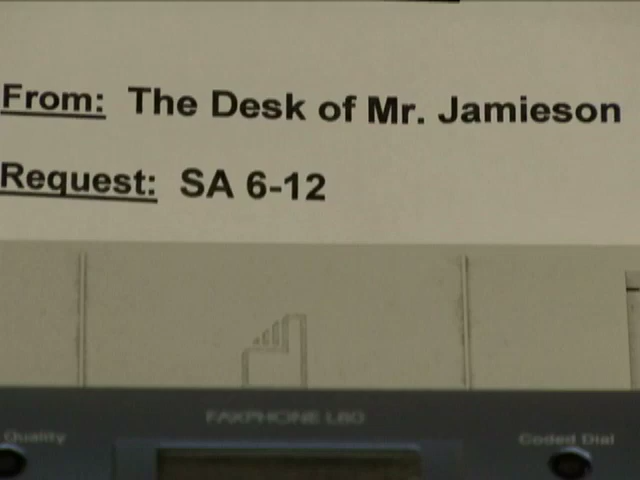 From: The Desk of Mr. Jamieson
Request: SA 6-12
FAXPHONE L80
Quality
Coded Dial